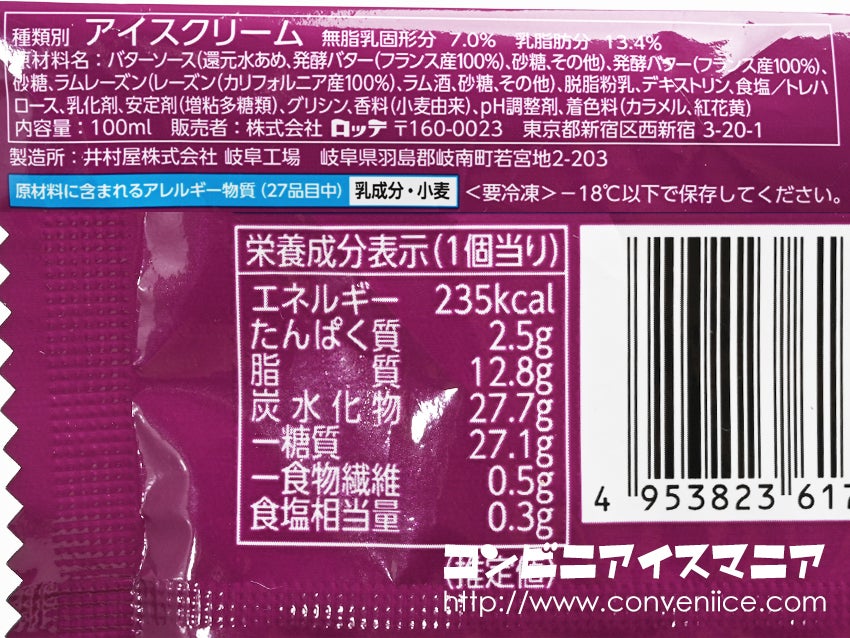 種類別 アイスクリーム 無脂乳固形分 7.0% 乳脂肪分 13.4%
原材料名：バターソース(還元水あめ、発酵バター(フランス産100%)、砂糖、その他)、発酵バター(フランス産100%)、
砂糖、ラムレーズン(レーズン(カリフォルニア産100%)、ラム酒、砂糖、その他)、脱脂粉乳、デキストリン、食塩／トレハ
ロース、乳化剤、安定剤(増粘多糖類)、グリシン、香料(小麦由来)、pH調整剤、着色料(カラメル、紅花黄)
内容量：100ml 販売者：株式会社 ロッテ 〒160-0023 東京都新宿区西新宿 3-20-1
製造所：井村屋株式会社 岐阜工場 岐阜県羽島郡岐南町若宮地2-203
原材料に含まれるアレルギー物質(27品目中) 乳成分・小麦 ＜要冷凍＞−18℃以下で保存してください。
栄養成分表示(1個当り)
エネルギー 235kcal
たんぱく質 2.5g
脂質 12.8g
炭水化物 27.7g
ー糖質 27.1g
ー食物繊維 0.5g
食塩相当量 0.3g
(推定値)
4 953823 617
コンビニアイスマニア
http://www.conveniice.com/